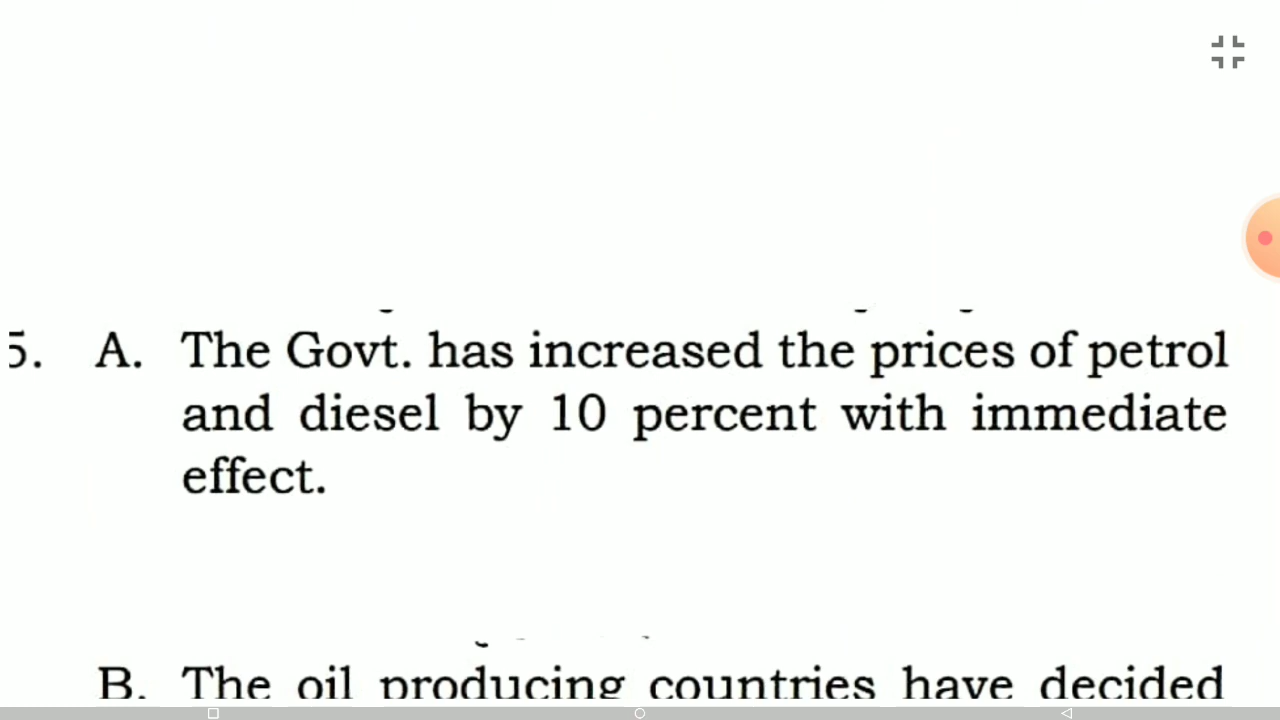 5. A. The Govt. has increased the prices of petrol
and diesel by 10 percent with immediate
effect.
B. The oil producing countries have decided